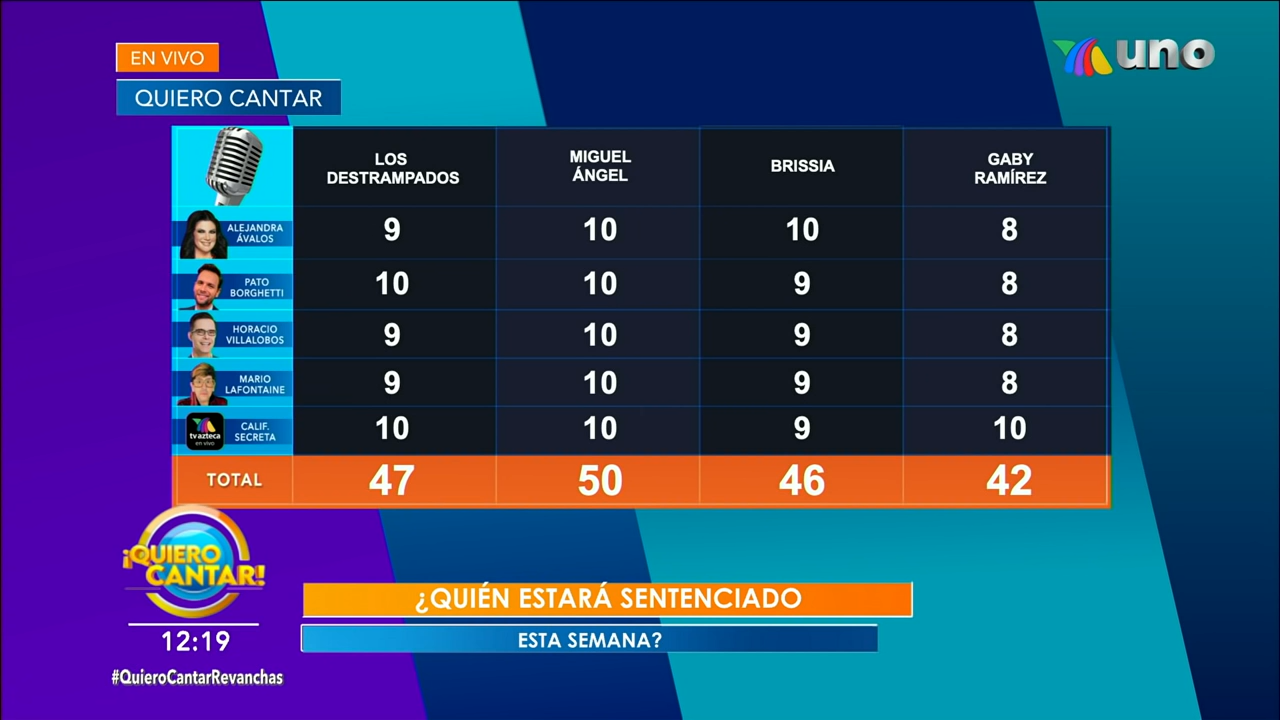 EN VIVO
uno
QUIERO CANTAR
LOS
DESTRAMPADOS
MIGUEL
ÁNGEL
BRISSIA
GABY
RAMÍREZ
ALEJANDRA
ÁVALOS
9 10 10 8
PATO
BORGHETTI
10 10 9 8
HORACIO
VILLALOBOS
9 10 9 8
MARIO
LAFONTAINE
9 10 9 8
tv azteca
en vivo
CALIF.
SECRETA
10 10 9 10
TOTAL 47 50 46 42
¡QUIERO
CANTAR!
¿QUIÉN ESTARÁ SENTENCIADO
ESTA SEMANA?
12:19
#QuieroCantarRevanchas